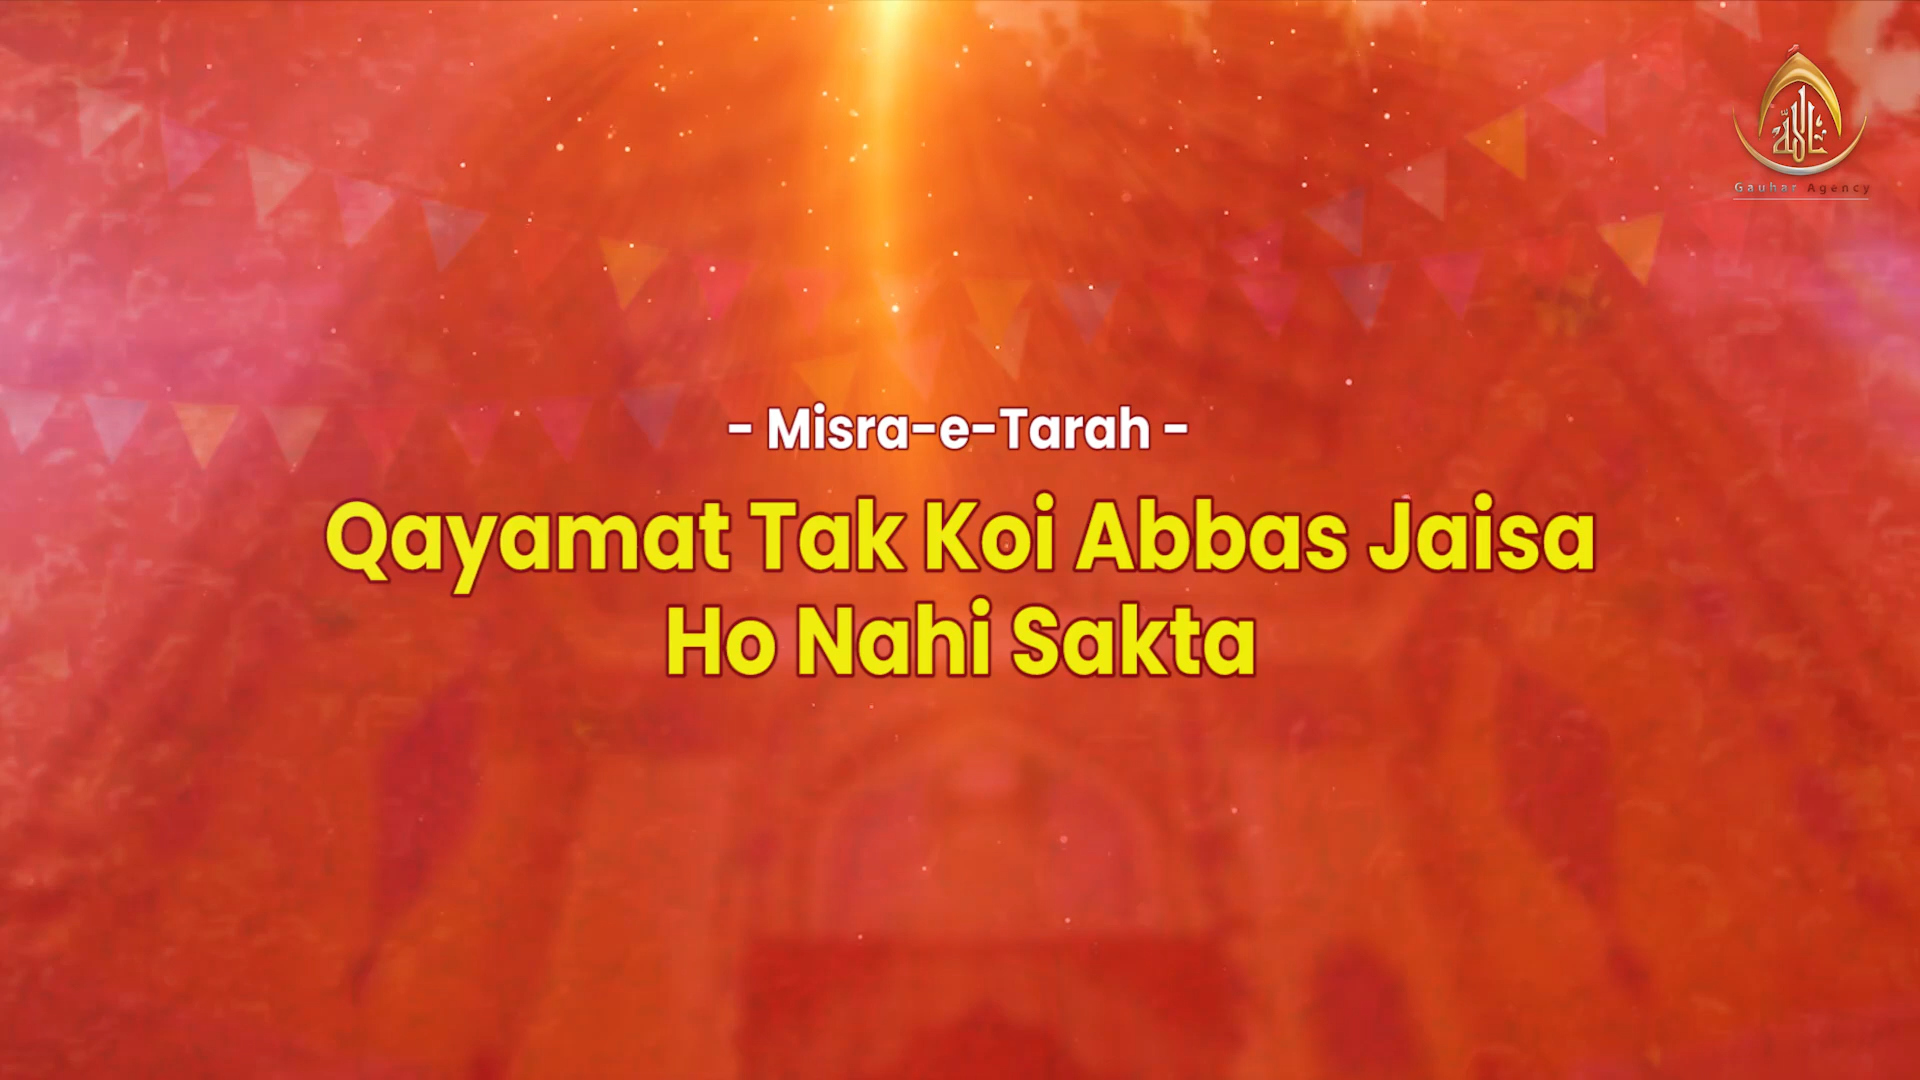 Gauhar Agency
- Misra-e-Tarah -
Qayamat Tak Koi Abbas Jaisa
Ho Nahi Sakta